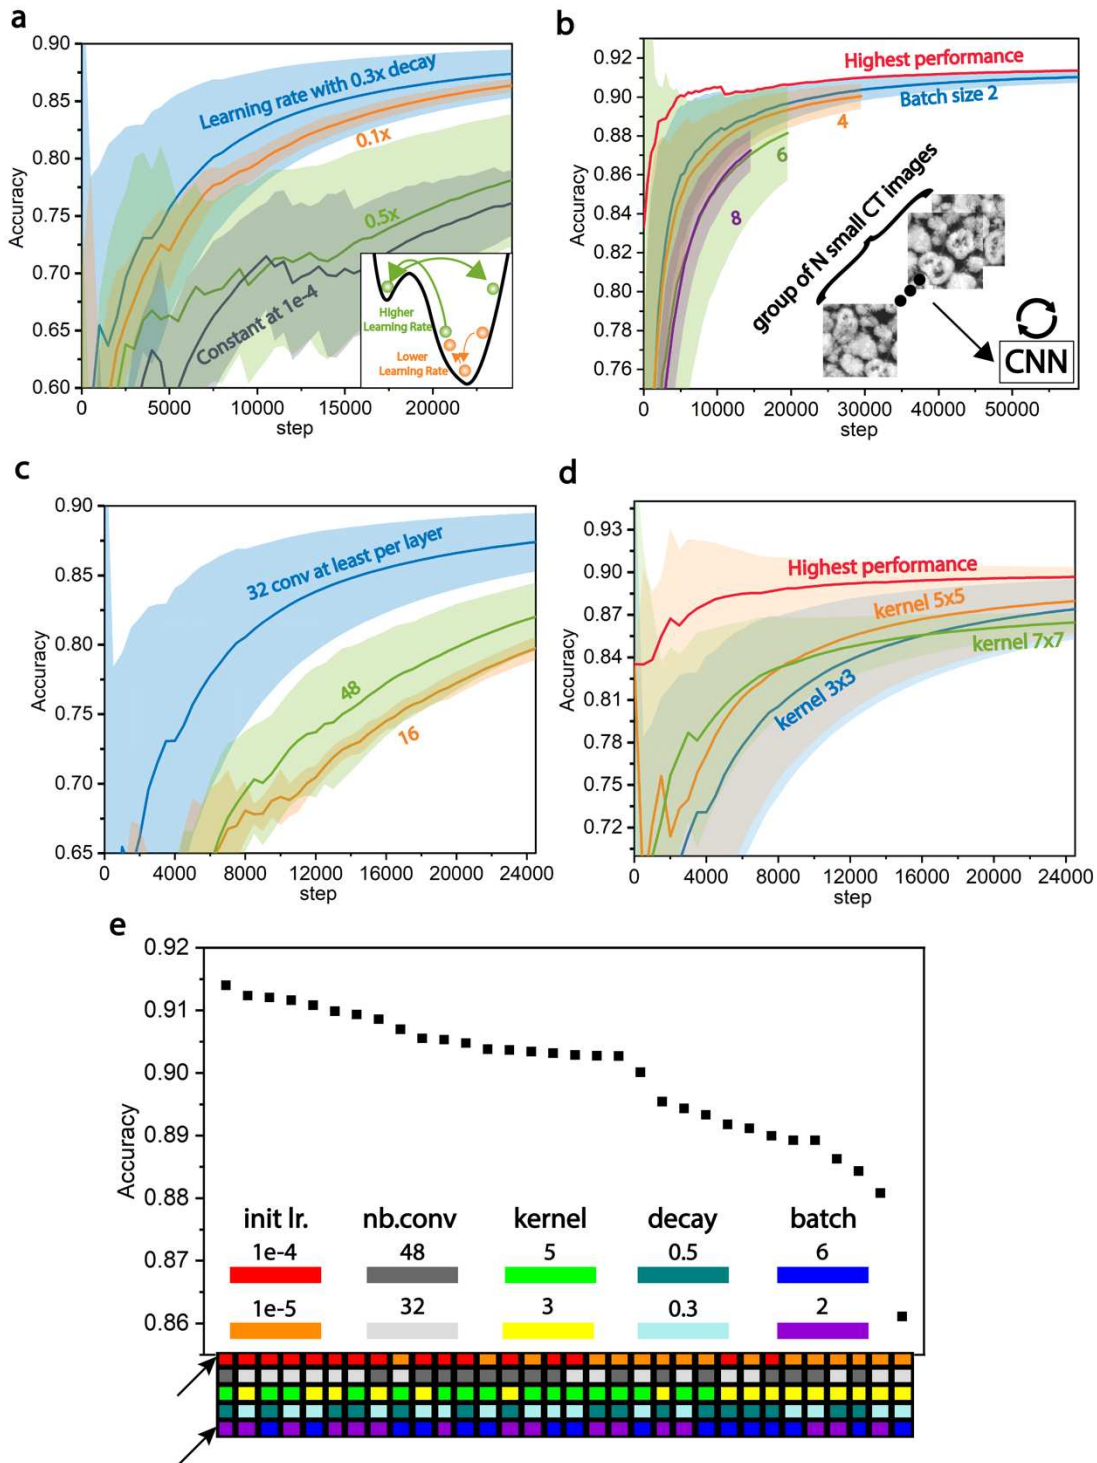 a
0.90
0.85
0.80
0.75
0.70
0.65
0.60
Accuracy
Learning rate with 0.3x decay
0.1x
0.5x
Constant at 1e-4
Higher
Learning Rate
Lower
Learning Rate
0
5000
10000
15000
20000
step
b
0.93
0.91
0.90
0.88
0.86
0.84
0.82
0.80
0.78
0.76
0.75
Accuracy
Highest performance
Batch size 2
4
6
8
group of N small CT images
CNN
0
10000
20000
30000
40000
50000
step
c
0.90
0.85
0.80
0.75
0.70
0.65
Accuracy
32 conv at least per layer
48
16
0
4000
8000
12000
16000
20000
24000
step
d
0.93
0.90
0.87
0.84
0.81
0.78
0.75
0.72
Accuracy
Highest performance
kernel 5x5
kernel 7x7
kernel 3x3
0
4000
8000
12000
16000
20000
24000
step
e
0.92
0.91
0.90
0.89
0.88
0.87
0.86
Accuracy
init lr. nb.conv kernel decay batch
1e-4 48 5 0.5 6
1e-5 32 3 0.3 2